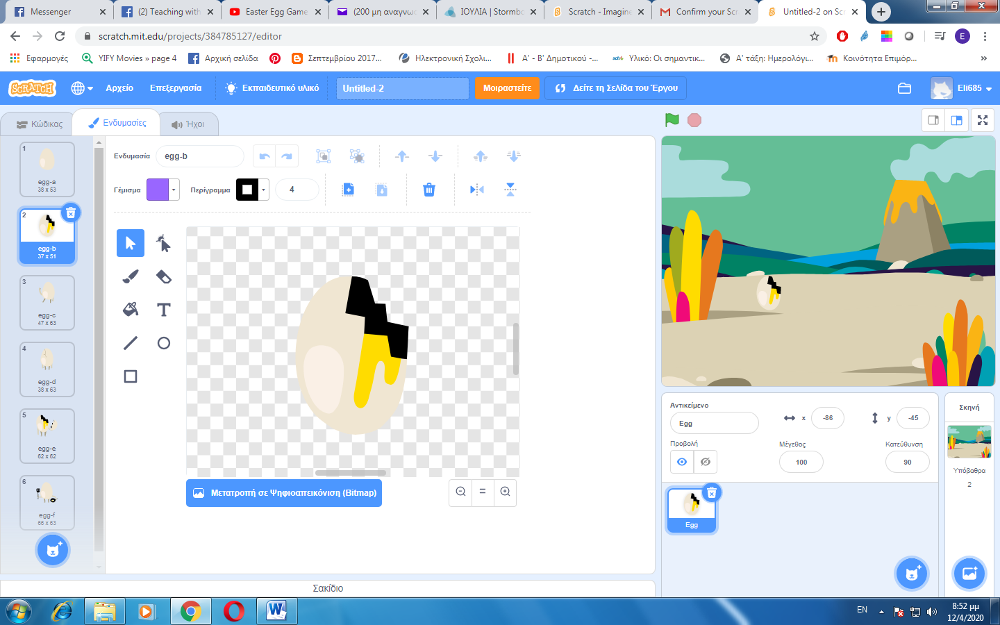 Messenger
(2) Teaching with
Easter Egg Game
(200 μη αναγνωσ
ΙΟΥΛΙΑ | Stormbo
Scratch - Imagine
Confirm your Scr
Untitled-2 on Scr
scratch.mit.edu/projects/384785127/editor
E
Εφαρμογές
YIFY Movies » page 4
Αρχική σελίδα
Σεπτεμβρίου 2017...
Ηλεκτρονική Σχολι...
Α' - Β' Δημοτικού -...
Υλικό: Οι σημαντικ...
Α' τάξη: Ημερολόγι...
Κοινότητα Επιμόρ...
»
SCRATCH
Αρχείο
Επεξεργασία
Εκπαιδευτικό υλικό
Untitled-2
Μοιραστείτε
Δείτε τη Σελίδα του Έργου
Eli685
Κώδικας
Ενδυμασίες
Ήχοι
1
egg-a
38 x 53
2
egg-b
37 x 51
3
egg-c
47 x 63
4
egg-d
38 x 63
5
egg-e
62 x 62
6
egg-f
66 x 63
Ενδυμασία
egg-b
Γέμισμα
Περίγραμμα
4
T
Μετατροπή σε Ψηφιοαπεικόνιση (Bitmap)
=
Σακίδιο
Αντικείμενο
Egg
x
-86
y
-45
Προβολή
Μέγεθος
100
Κατεύθυνση
90
Egg
Σκηνή
Υπόβαθρα
2
EN
8:52 μμ
12/4/2020